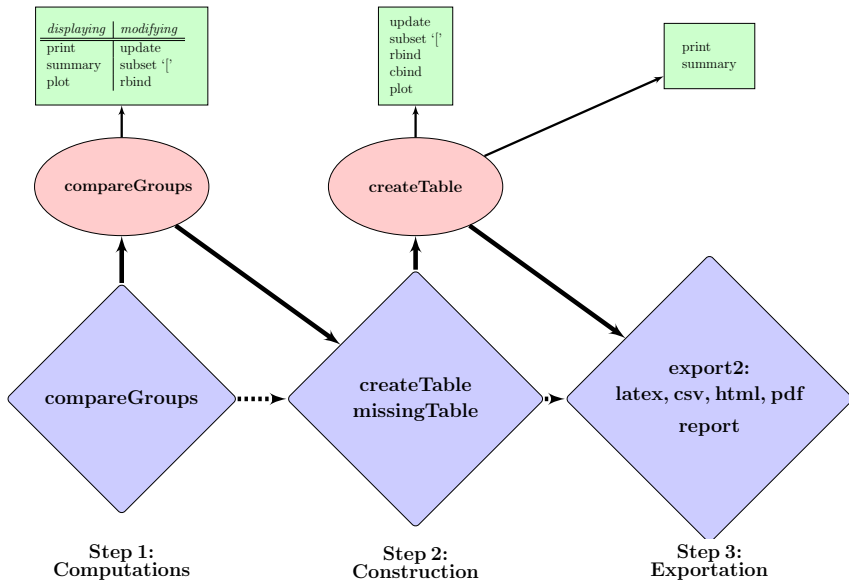 displaying modifying
print update
summary subset ‘[’
plot rbind
update
subset ‘[’
rbind
cbind
plot
print
summary
compareGroups
createTable
compareGroups
createTable
missingTable
export2:
latex, csv, html, pdf
report
Step 1:
Computations
Step 2:
Construction
Step 3:
Exportation